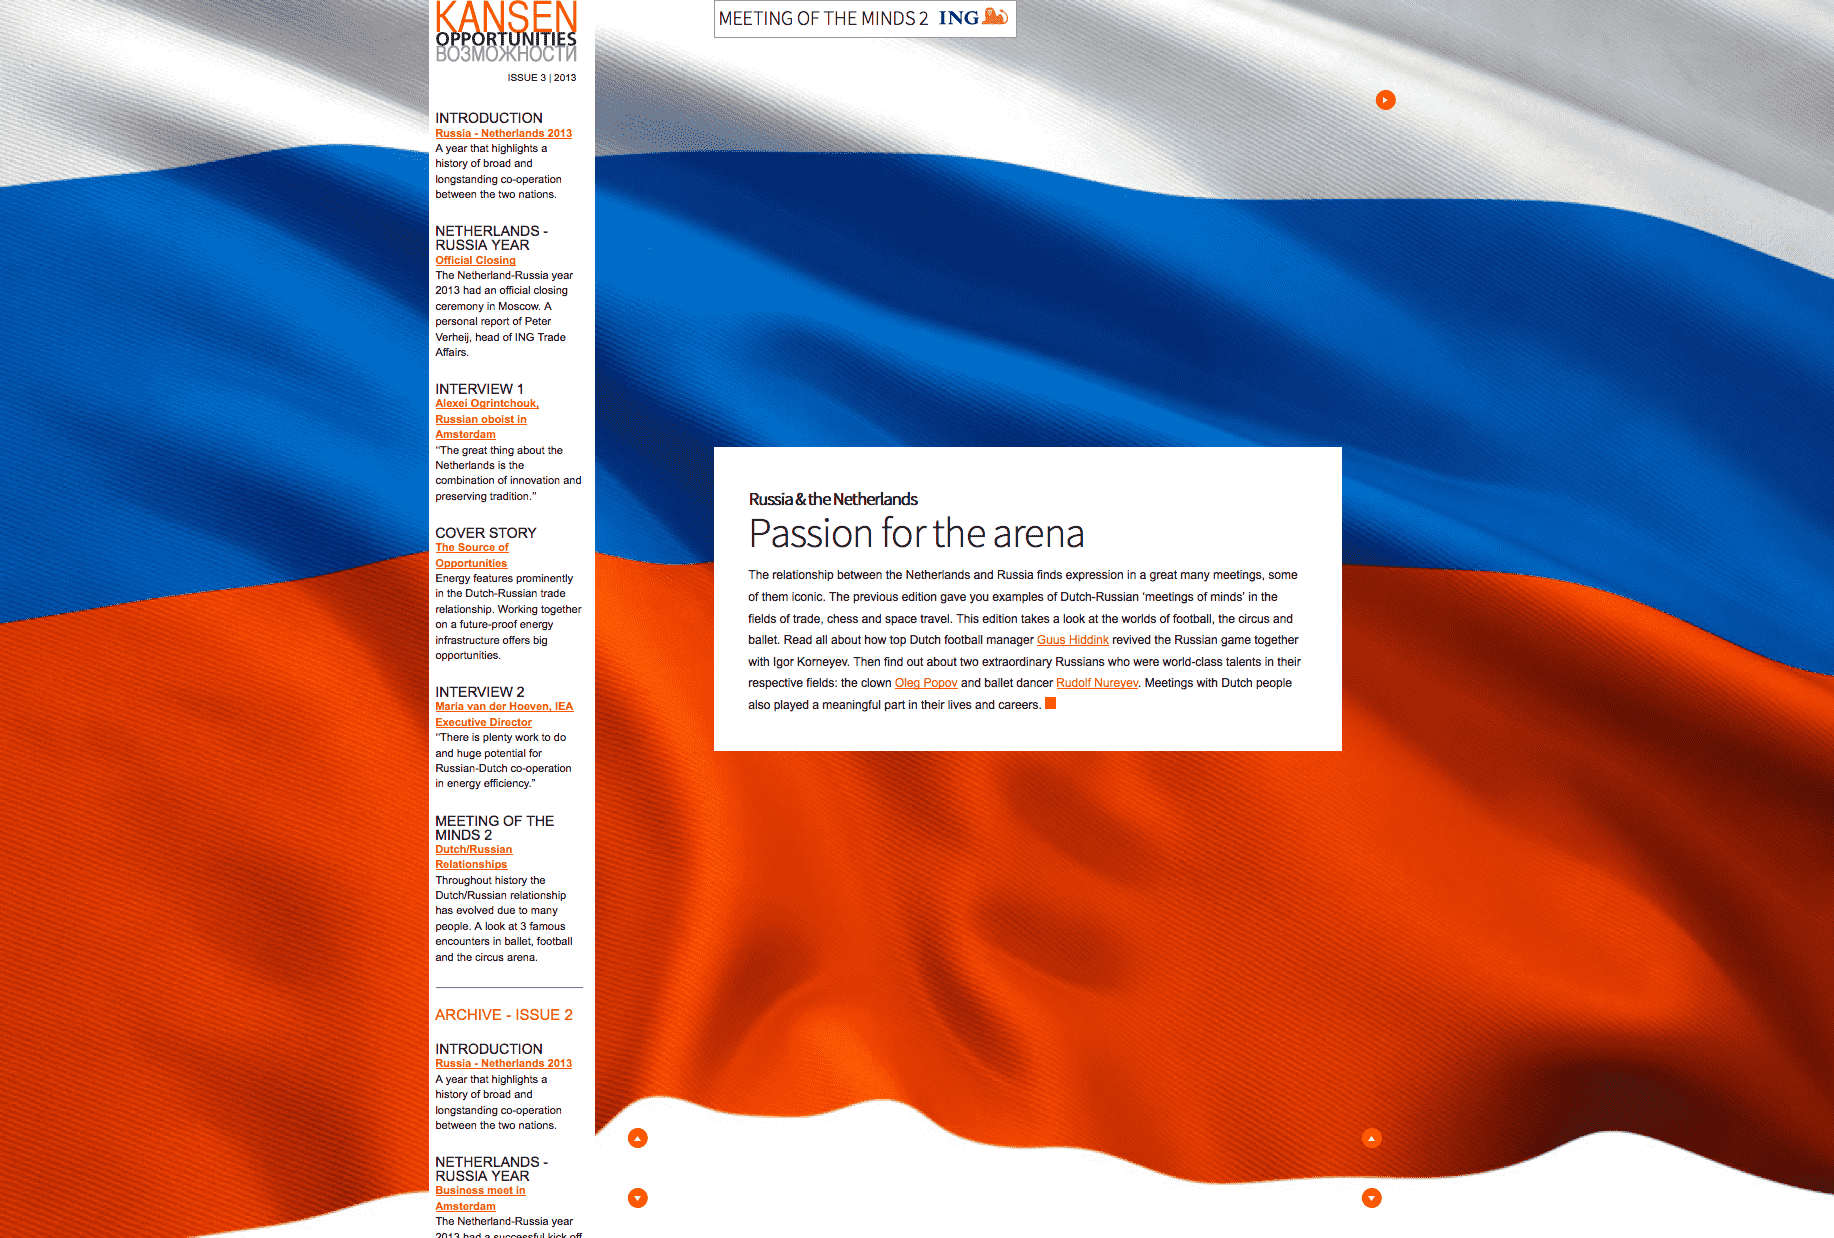 KANSEN
OPPORTUNITIES
ВОЗМОЖНОСТИ
ISSUE 3 | 2013
INTRODUCTION
Russia - Netherlands 2013
A year that highlights a
history of broad and
longstanding co-operation
between the two nations.
NETHERLANDS -
RUSSIA YEAR
Official Closing
The Netherland-Russia year
2013 had an official closing
ceremony in Moscow. A
personal report of Peter
Verheij, head of ING Trade
Affairs.
INTERVIEW 1
Alexei Ogrintchouk,
Russian oboist in
Amsterdam
"The great thing about the
Netherlands is the
combination of innovation and
preserving tradition."
COVER STORY
The Source of
Opportunities
Energy features prominently
in the Dutch-Russian trade
relationship. Working together
on a future-proof energy
infrastructure offers big
opportunities.
INTERVIEW 2
Maria van der Hoeven, IEA
Executive Director
"There is plenty work to do
and huge potential for
Russian-Dutch co-operation
in energy efficiency."
MEETING OF THE
MINDS 2
Dutch/Russian
Relationships
Throughout history the
Dutch/Russian relationship
has evolved due to many
people. A look at 3 famous
encounters in ballet, football
and the circus arena.
ARCHIVE - ISSUE 2
INTRODUCTION
Russia - Netherlands 2013
A year that highlights a
history of broad and
longstanding co-operation
between the two nations.
NETHERLANDS -
RUSSIA YEAR
Business meet in
Amsterdam
The Netherland-Russia year
2013 had a successful kick off
MEETING OF THE MINDS 2 ING
Russia & the Netherlands
Passion for the arena
The relationship between the Netherlands and Russia finds expression in a great many meetings, some
of them iconic. The previous edition gave you examples of Dutch-Russian ‘meetings of minds’ in the
fields of trade, chess and space travel. This edition takes a look at the worlds of football, the circus and
ballet. Read all about how top Dutch football manager Guus Hiddink revived the Russian game together
with Igor Korneyev. Then find out about two extraordinary Russians who were world-class talents in their
respective fields: the clown Oleg Popov and ballet dancer Rudolf Nureyev. Meetings with Dutch people
also played a meaningful part in their lives and careers.